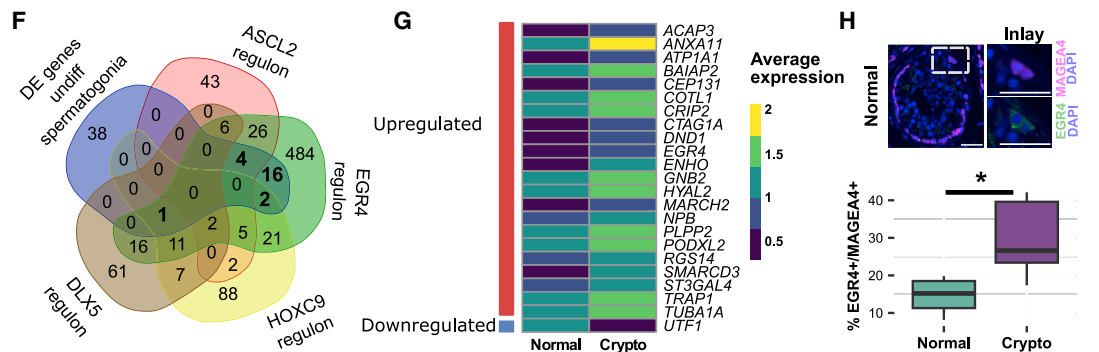 F
DE genes
undiff
spermatogonia
ASCL2
regulon
EGR4
regulon
HOXC9
regulon
DLX5
regulon
43
38
0
0
6
26
0
0
0
484
0
4
16
0
0
0
2
1
0
2
5
21
16
11
0
61
7
2
88
G
Upregulated
Downregulated
ACAP3
ANXA11
ATP1A1
BAIAP2
CEP131
COTL1
CRIP2
CTAG1A
DND1
EGR4
ENHO
GNB2
HYAL2
MARCH2
NPB
PLPP2
PODXL2
RGS14
SMARCD3
ST3GAL4
TRAP1
TUBA1A
UTF1
Normal Crypto
Average
expression
2
1.5
1
0.5
H
Inlay
Normal
EGR4 MAGEA4
DAPI DAPI
% EGR4+/MAGEA4+
*
40
30
20
10
Normal Crypto